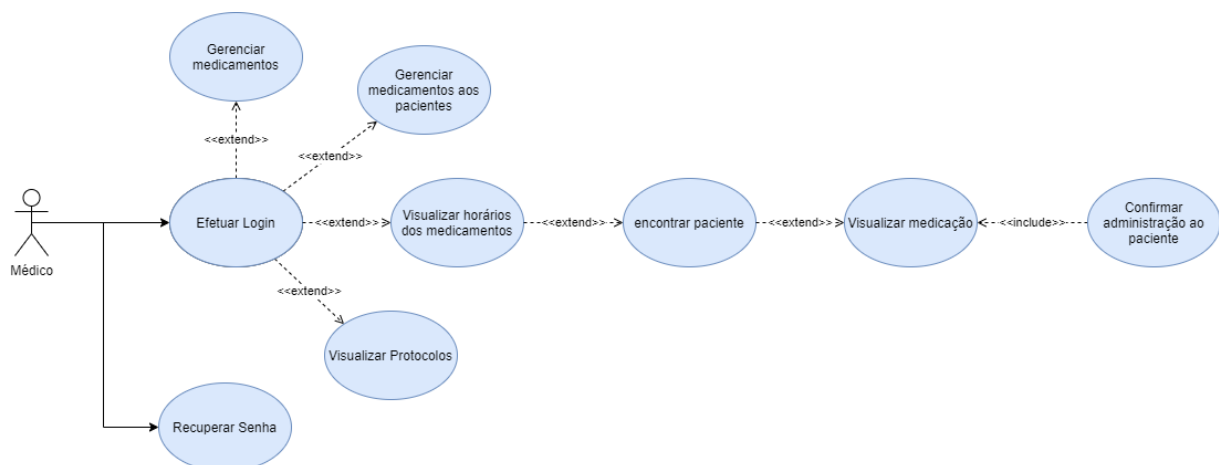 Gerenciar
medicamentos
Gerenciar
medicamentos aos
pacientes
<<extend>>
<<extend>>
Médico
Efetuar Login
<<extend>>
Visualizar horários
dos medicamentos
<<extend>>
encontrar paciente
<<extend>>
Visualizar medicação
<<include>>
Confirmar
administração ao
paciente
<<extend>>
Visualizar Protocolos
Recuperar Senha